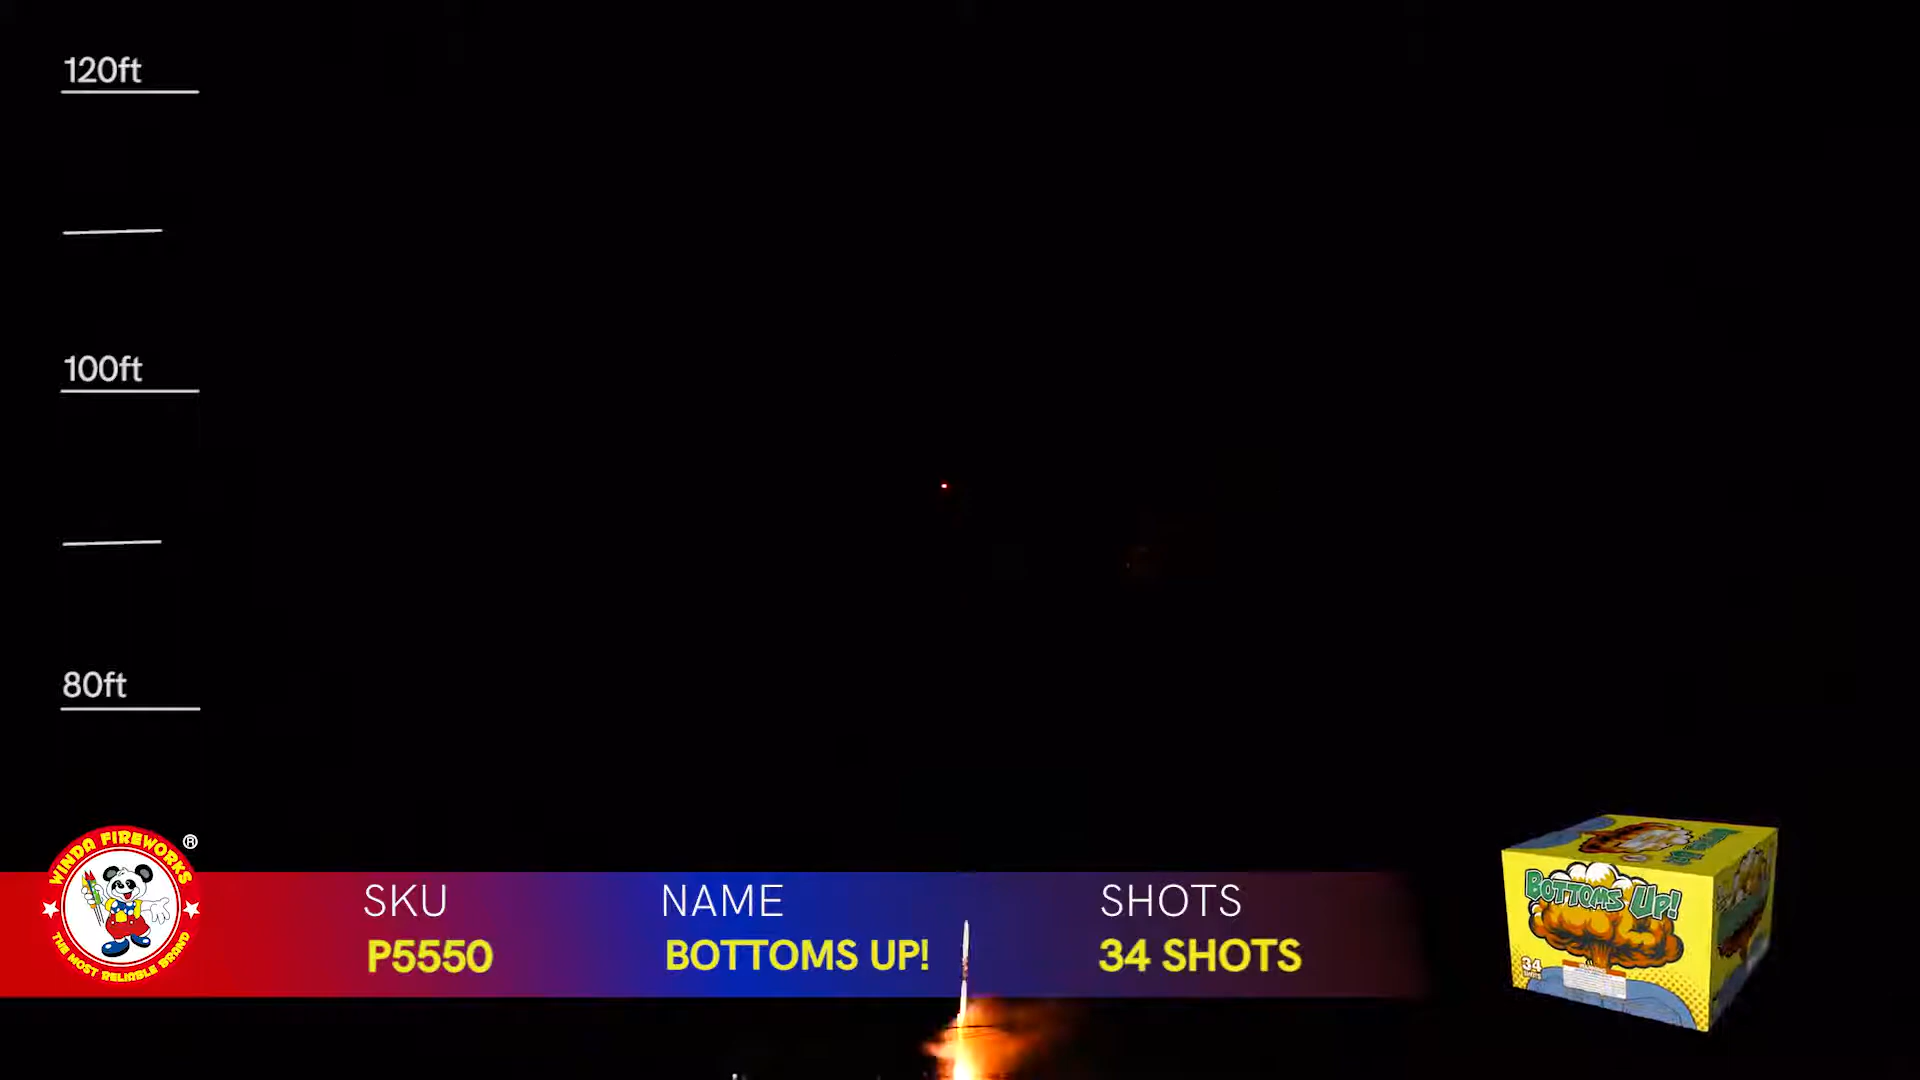 120ft
100ft
80ft
WINDA FIREWORKS
®
THE MOST RELIABLE BRAND
SKU
P5550
NAME
BOTTOMS UP!
SHOTS
34 SHOTS
BOTTOMS UP!
34
SHOTS